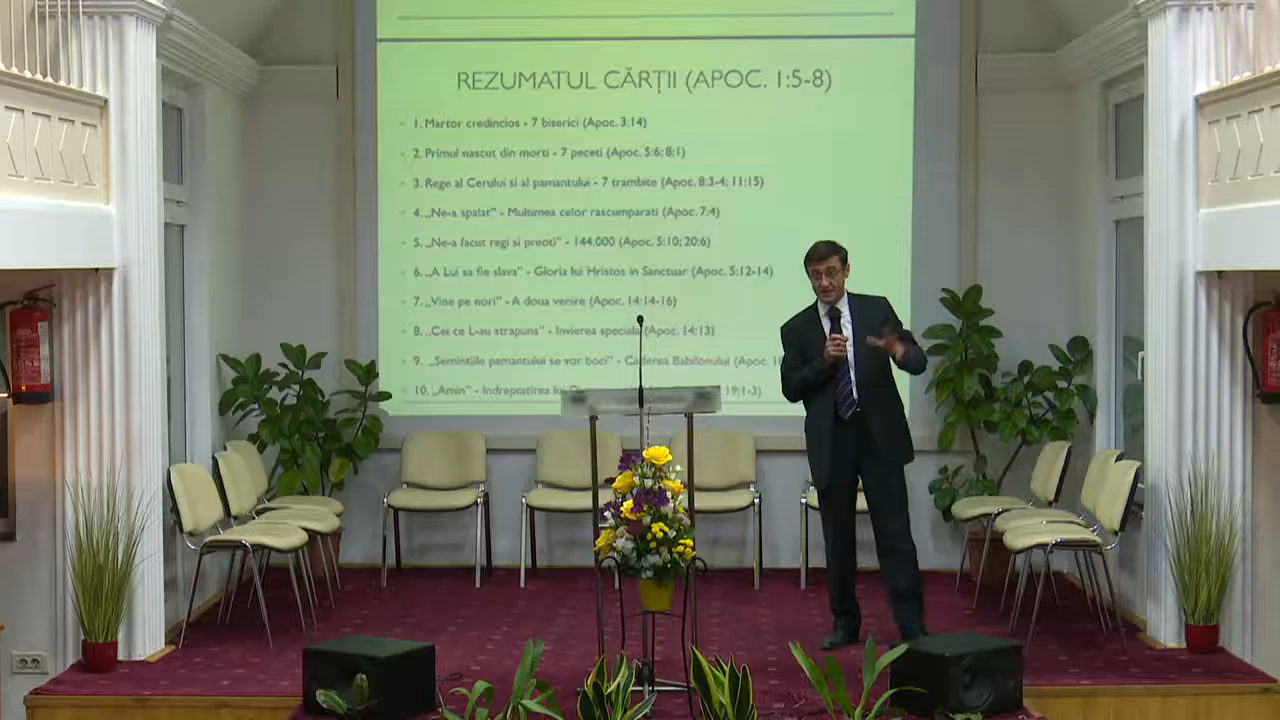 REZUMATUL CĂRȚII (APOC. 1:5-8)
1. Martor credincios - 7 biserici (Apoc. 3:14)
2. Primul nascut din morti - 7 peceti (Apoc. 5:6; 8:1)
3. Rege al Cerului si al pamantului - 7 trambite (Apoc. 8:3-4; 11:15)
4. „Ne-a spalat” - Multimea celor rascumparati (Apoc. 7:4)
5. „Ne-a facut regi si preoti” - 144.000 (Apoc. 5:10; 20:6)
6. „A Lui sa fie slava” - Gloria lui Hristos in Sanctuar (Apoc. 5:12-14)
7. „Vine pe nori” - A doua venire (Apoc. 14:14-16)
8. „Cei ce L-au strapuns” - Invierea speciala (Apoc. 14:13)
9. „Semintiile pamantului se vor boci” - Caderea Babilonului (Apoc.
10. „Amin” - Indreptatirea lui 19:1-3)